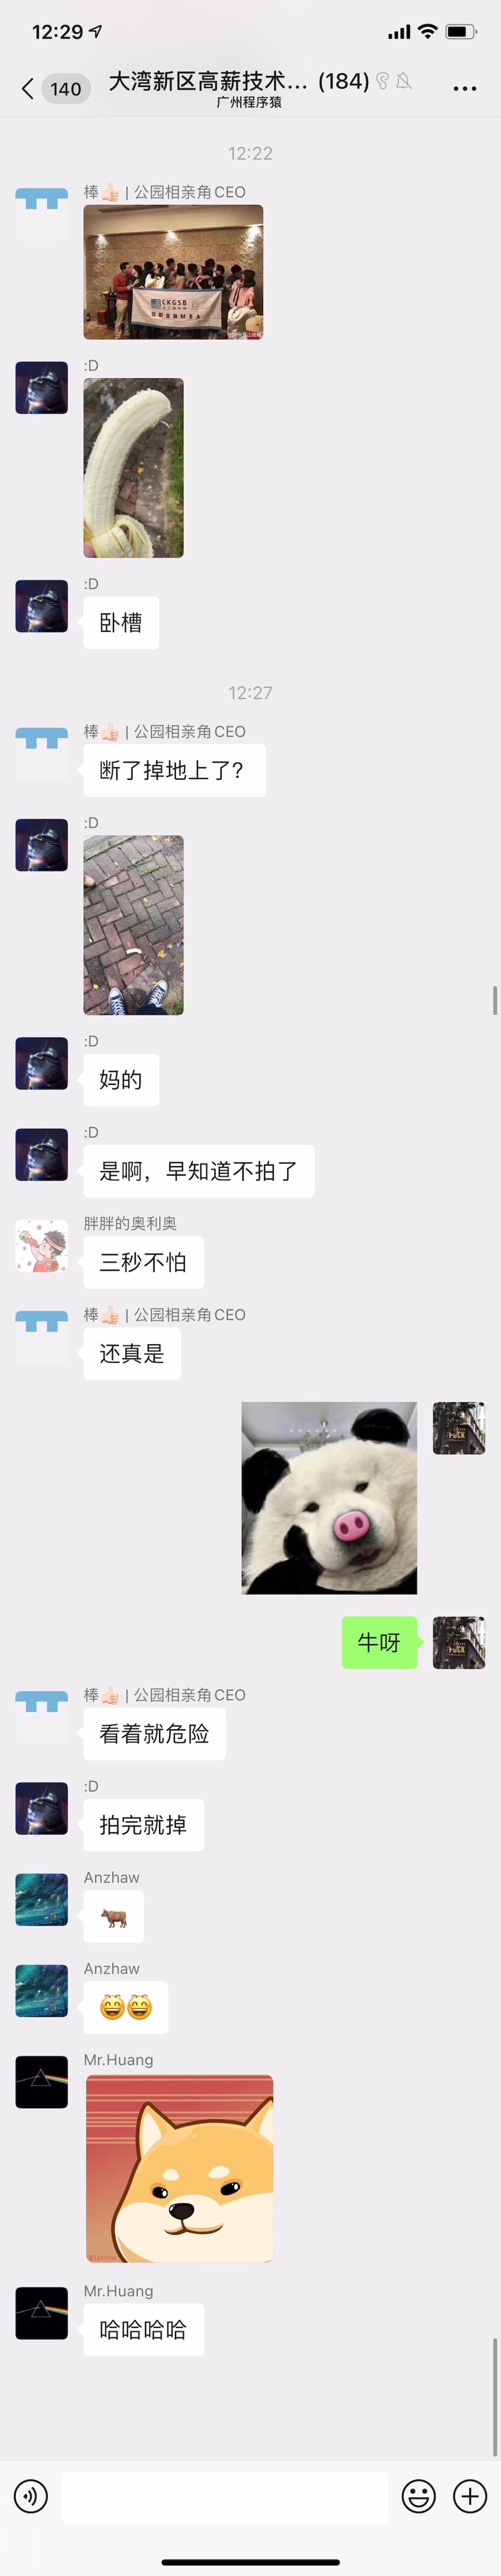 12:29
140
大湾新区高薪技术... (184)
广州程序猿
12:22
棒👍🏻 | 公园相亲角CEO
CKGSB
:D
:D
卧槽
12:27
棒👍🏻 | 公园相亲角CEO
断了掉地上了?
:D
:D
妈的
:D
是啊，早知道不拍了
胖胖的奥利奥
三秒不怕
棒👍🏻 | 公园相亲角CEO
还真是
牛呀
棒👍🏻 | 公园相亲角CEO
看着就危险
:D
拍完就掉
Anzhaw
🐂
Anzhaw
😆😆
Mr.Huang
Mr.Huang
哈哈哈哈